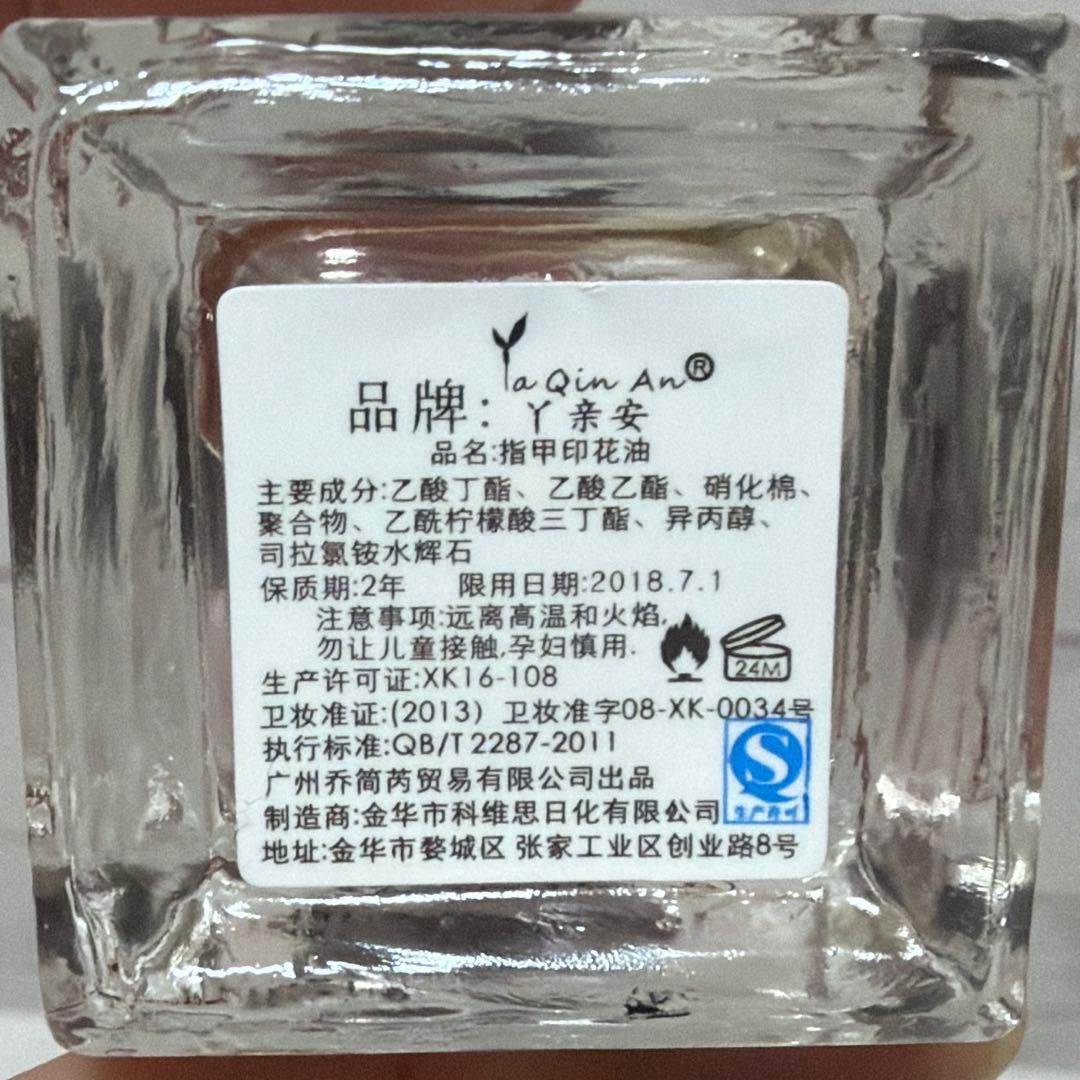 Ya Qin An®
品牌: 丫亲安
品名:指甲印花油
主要成分:乙酸丁酯、乙酸乙酯、硝化棉、
聚合物、乙酰柠檬酸三丁酯、异丙醇、
司拉氯铵水辉石
保质期:2年 限用日期:2018.7.1
注意事项:远离高温和火焰,
勿让儿童接触,孕妇慎用.
24M
生产许可证:XK16-108
卫妆准证:(2013) 卫妆准字08-XK-0034号
执行标准:QB/T 2287-2011
广州乔简芮贸易有限公司出品
制造商:金华市科维思日化有限公司
生产许可
地址:金华市婺城区 张家工业区创业路8号